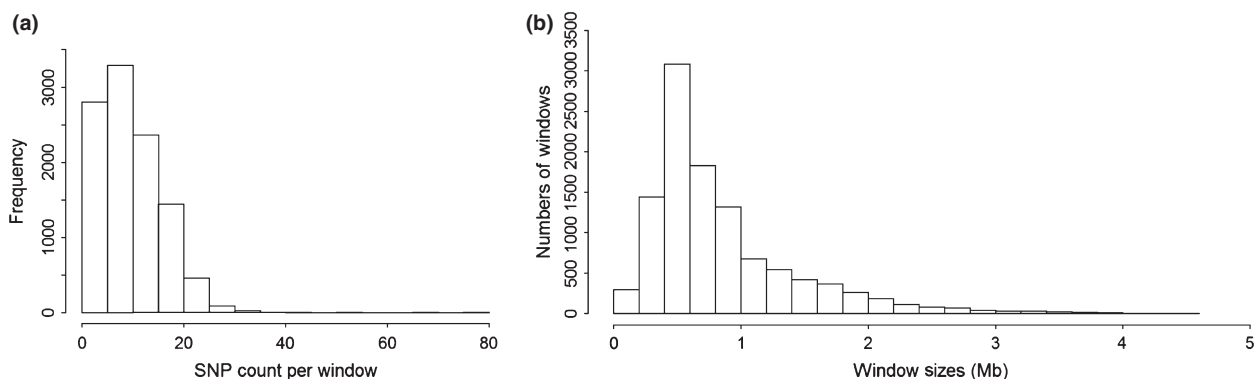 (a)
Frequency
3000
2000
1000
0
0 20 40 60 80
SNP count per window
(b)
Numbers of windows
3500
3000
2500
2000
1500
1000
500
0
0 1 2 3 4 5
Window sizes (Mb)